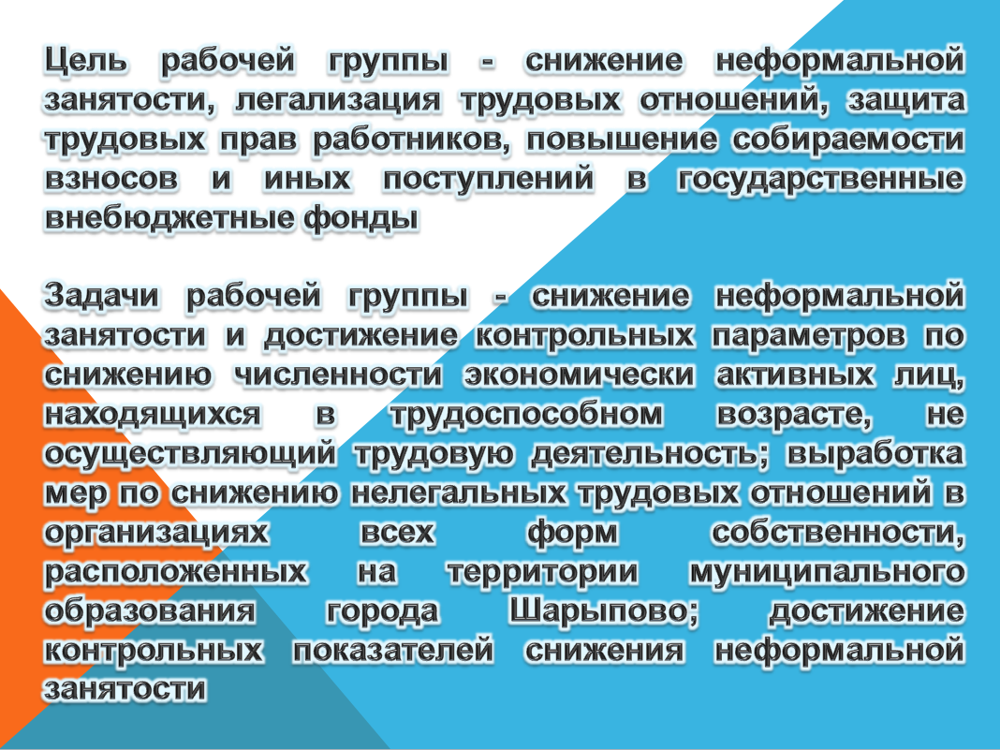 Цель рабочей группы - снижение неформальной
занятости, легализация трудовых отношений, защита
трудовых прав работников, повышение собираемости
взносов и иных поступлений в государственные
внебюджетные фонды
Задачи рабочей группы - снижение неформальной
занятости и достижение контрольных параметров по
снижению численности экономически активных лиц,
находящихся в трудоспособном возрасте, не
осуществляющий трудовую деятельность; выработка
мер по снижению нелегальных трудовых отношений в
организациях всех форм собственности,
расположенных на территории муниципального
образования города Шарыпово; достижение
контрольных показателей снижения неформальной
занятости